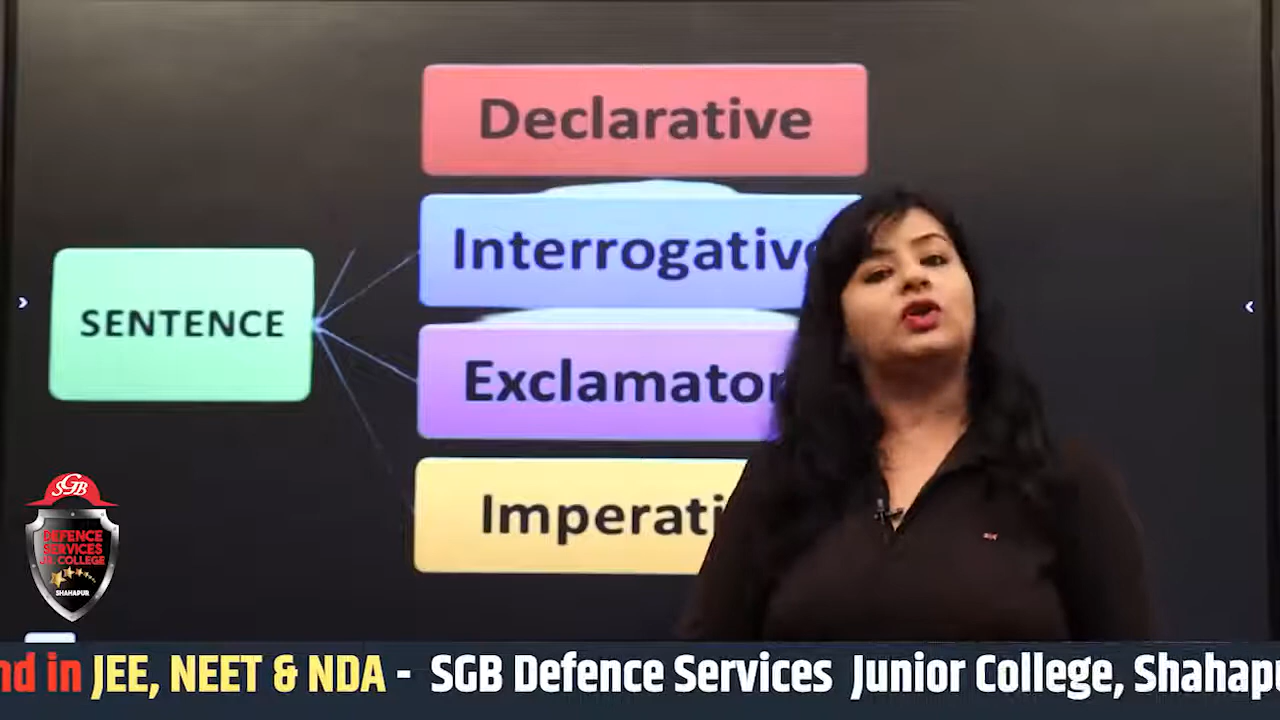 Declarative
Interrogative
SENTENCE
Exclamator
Imperati
SGB
DEFENCE
SERVICES
JR. COLLEGE
SHAHAPUR
nd in JEE, NEET & NDA - SGB Defence Services Junior College, Shahapu